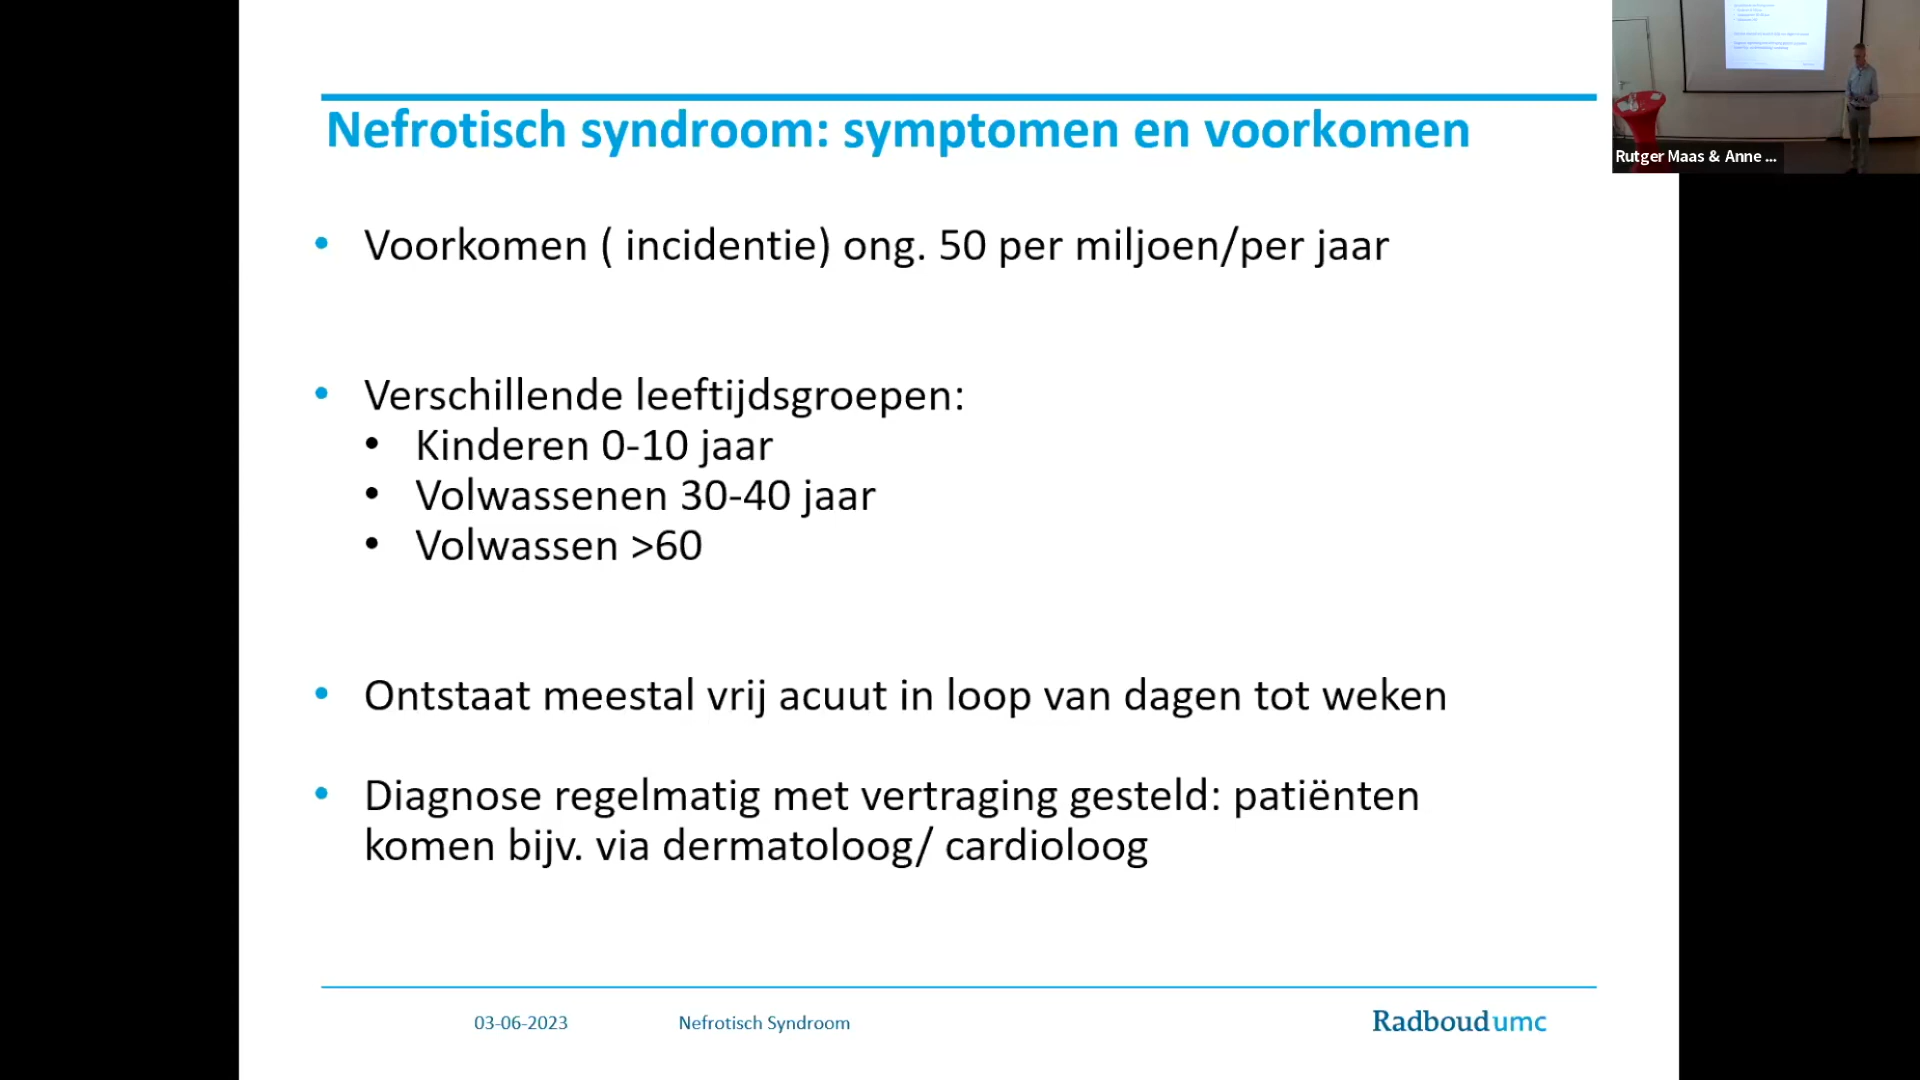 Nefrotisch syndroom: symptomen en voorkomen
Rutger Maas & Anne ...
• Voorkomen ( incidentie) ong. 50 per miljoen/per jaar
• Verschillende leeftijdsgroepen:
• Kinderen 0-10 jaar
• Volwassenen 30-40 jaar
• Volwassen >60
• Ontstaat meestal vrij acuut in loop van dagen tot weken
• Diagnose regelmatig met vertraging gesteld: patiënten
komen bijv. via dermatoloog/ cardioloog
03-06-2023
Nefrotisch Syndroom
Radboudumc